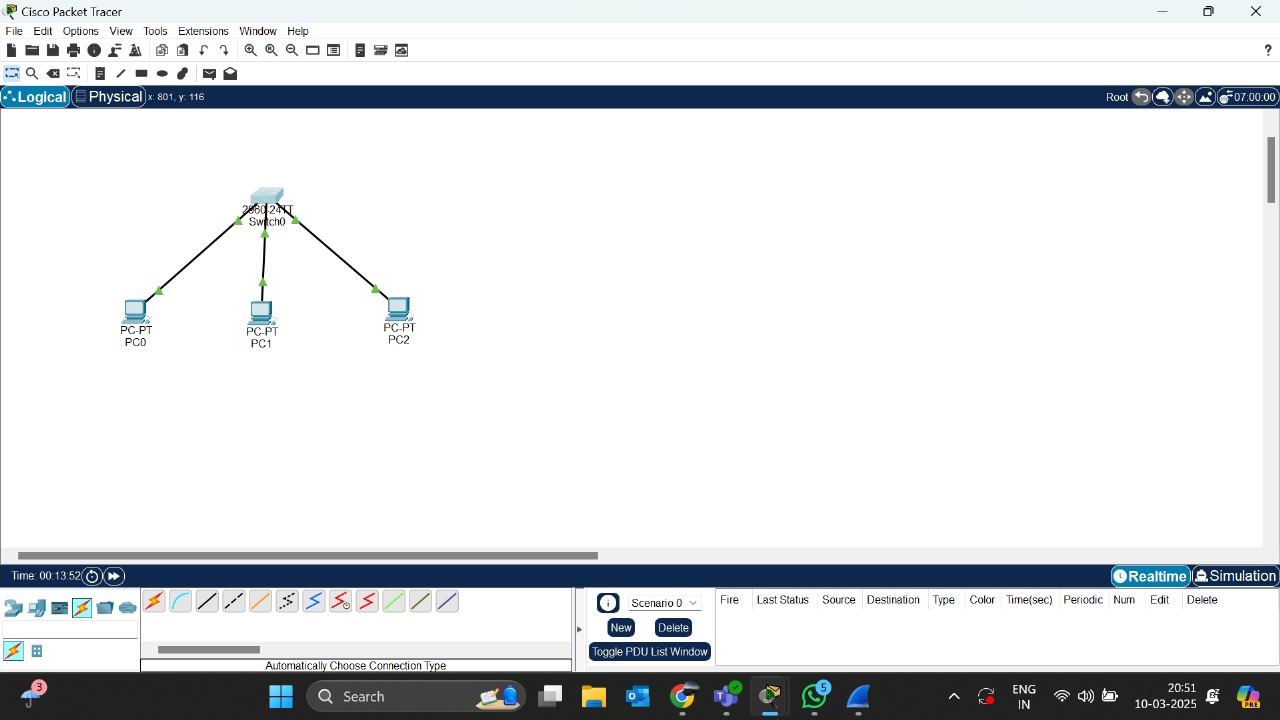 Cisco Packet Tracer
File Edit Options View Tools Extensions Window Help
?
Logical Physical x: 801, y: 116 Root 07:00:00
2960-24TT
Switch0
PC-PT
PC0
PC-PT
PC1
PC-PT
PC2
Time: 00:13:52 Realtime Simulation
Scenario 0
Fire Last Status Source Destination Type Color Time(sec) Periodic Num Edit Delete
New Delete
Toggle PDU List Window
Automatically Choose Connection Type
3
Search
5
ENG
IN
20:51
10-03-2025
PRE